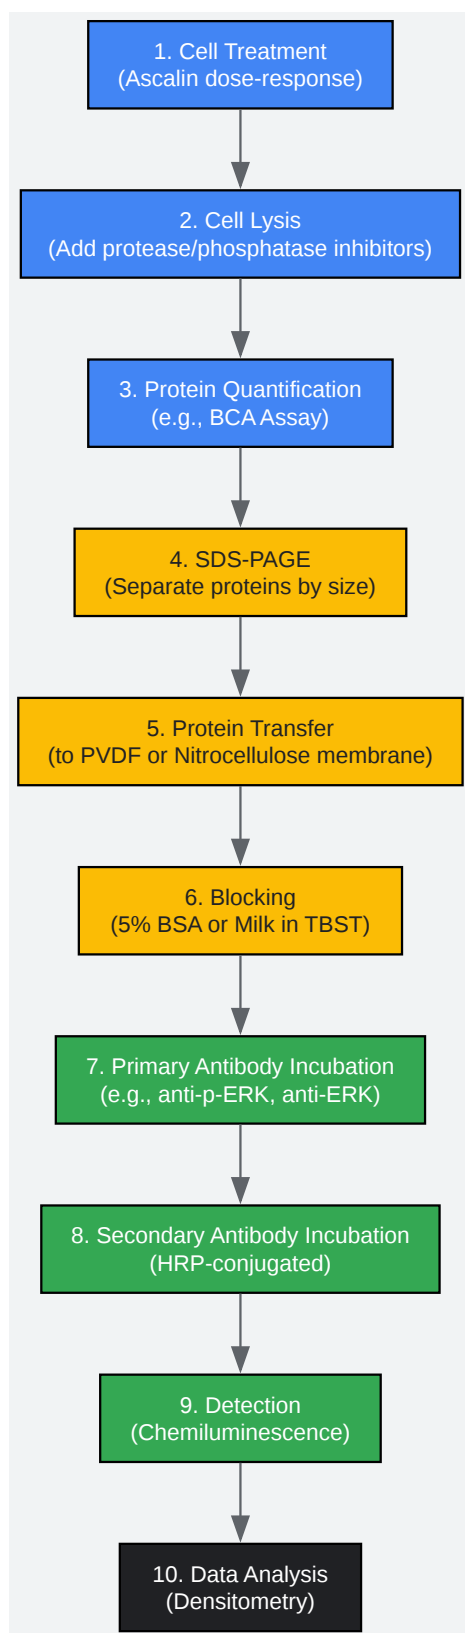 1. Cell Treatment
(Ascalin dose-response)
2. Cell Lysis
(Add protease/phosphatase inhibitors)
3. Protein Quantification
(e.g., BCA Assay)
4. SDS-PAGE
(Separate proteins by size)
5. Protein Transfer
(to PVDF or Nitrocellulose membrane)
6. Blocking
(5% BSA or Milk in TBST)
7. Primary Antibody Incubation
(e.g., anti-p-ERK, anti-ERK)
8. Secondary Antibody Incubation
(HRP-conjugated)
9. Detection
(Chemiluminescence)
10. Data Analysis
(Densitometry)